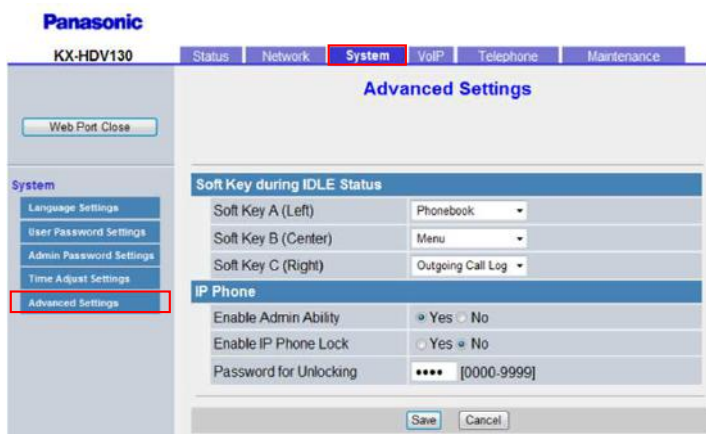 Panasonic
KX-HDV130
Status Network System VoIP Telephone Maintenance
Web Port Close
Advanced Settings
System
Language Settings
User Password Settings
Admin Password Settings
Time Adjust Settings
Advanced Settings
Soft Key during IDLE Status
Soft Key A (Left) Phonebook
Soft Key B (Center) Menu
Soft Key C (Right) Outgoing Call Log
IP Phone
Enable Admin Ability Yes No
Enable IP Phone Lock Yes No
Password for Unlocking •••• [0000-9999]
Save Cancel